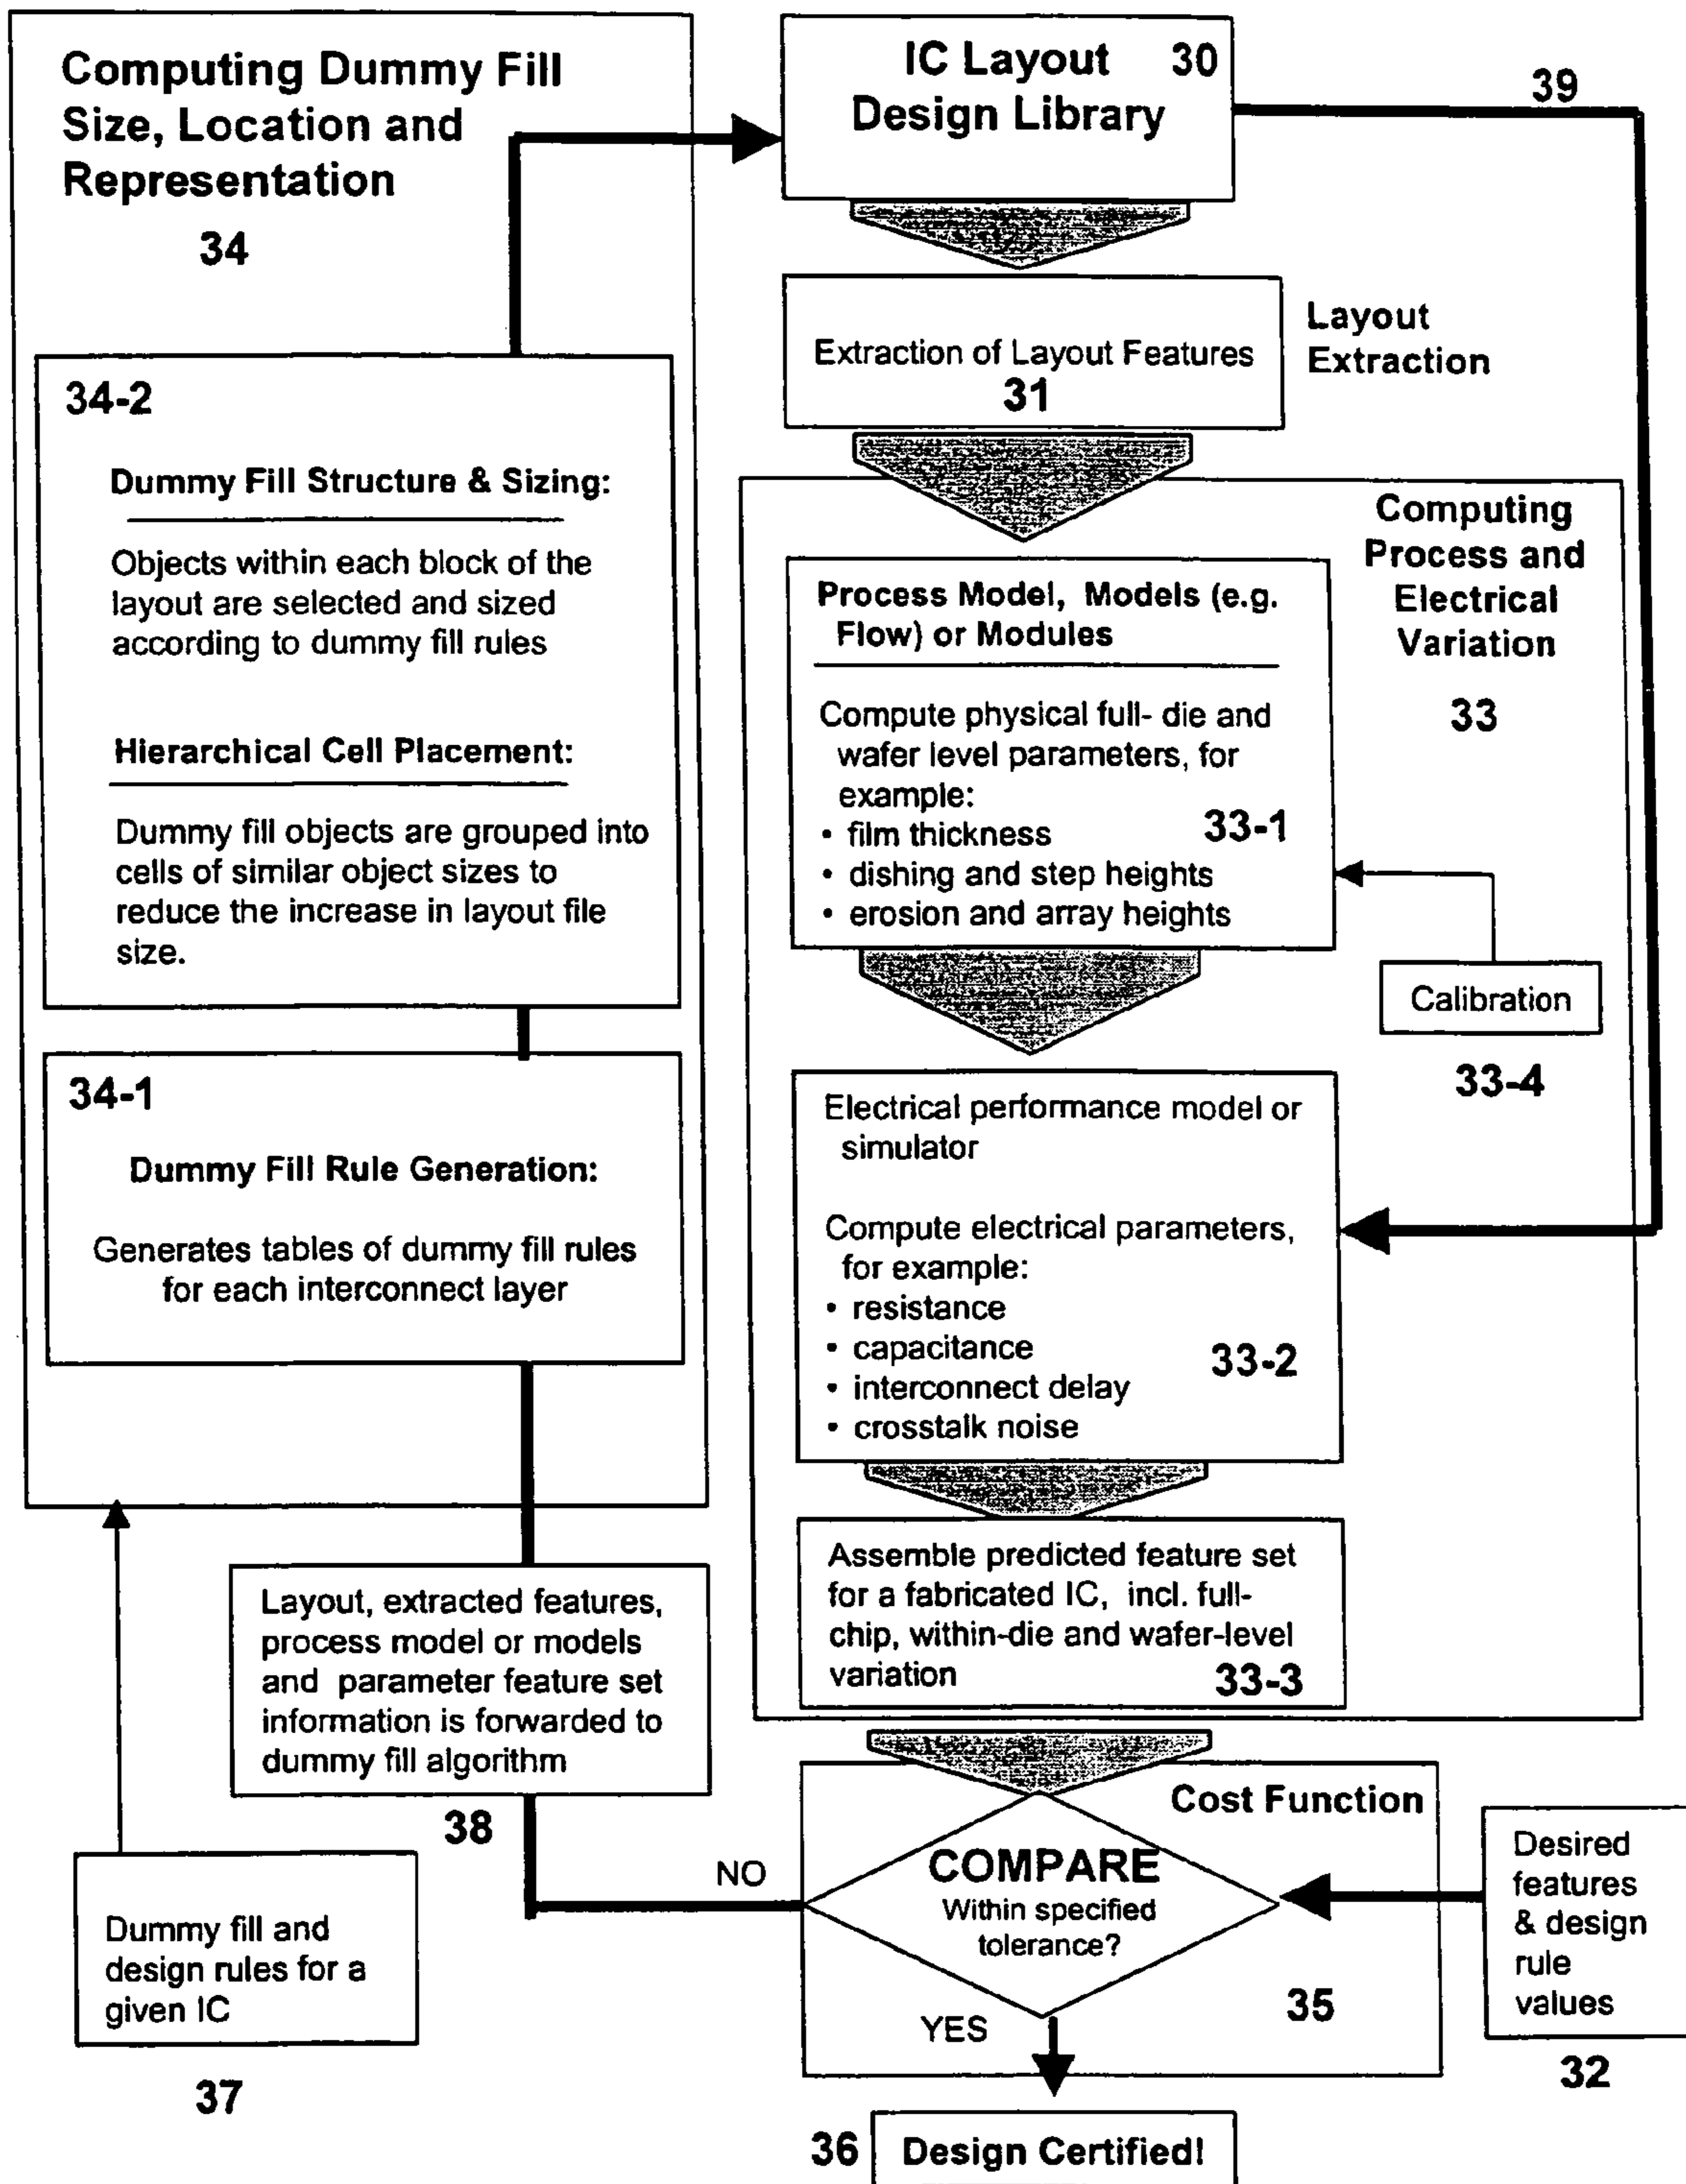 Computing Dummy Fill
Size, Location and
Representation
34
34-2
Dummy Fill Structure & Sizing:
Objects within each block of the
layout are selected and sized
according to dummy fill rules
Hierarchical Cell Placement:
Dummy fill objects are grouped into
cells of similar object sizes to
reduce the increase in layout file
size.
34-1
Dummy Fill Rule Generation:
Generates tables of dummy fill rules
for each interconnect layer
Layout, extracted features,
process model or models
and parameter feature set
information is forwarded to
dummy fill algorithm
38
Dummy fill and
design rules for a
given IC
37
IC Layout 30
Design Library
39
Extraction of Layout Features
31
Layout
Extraction
Computing
Process and
Electrical
Variation
33
Process Model, Models (e.g.
Flow) or Modules
Compute physical full- die and
wafer level parameters, for
example:
• film thickness
33-1
• dishing and step heights
• erosion and array heights
Calibration
33-4
Electrical performance model or
simulator
Compute electrical parameters,
for example:
• resistance
• capacitance
33-2
• interconnect delay
• crosstalk noise
Assemble predicted feature set
for a fabricated IC, incl. full-
chip, within-die and wafer-level
variation 33-3
Cost Function
COMPARE
Within specified
tolerance?
NO
YES
35
Desired
features
& design
rule
values
32
36 Design Certified!